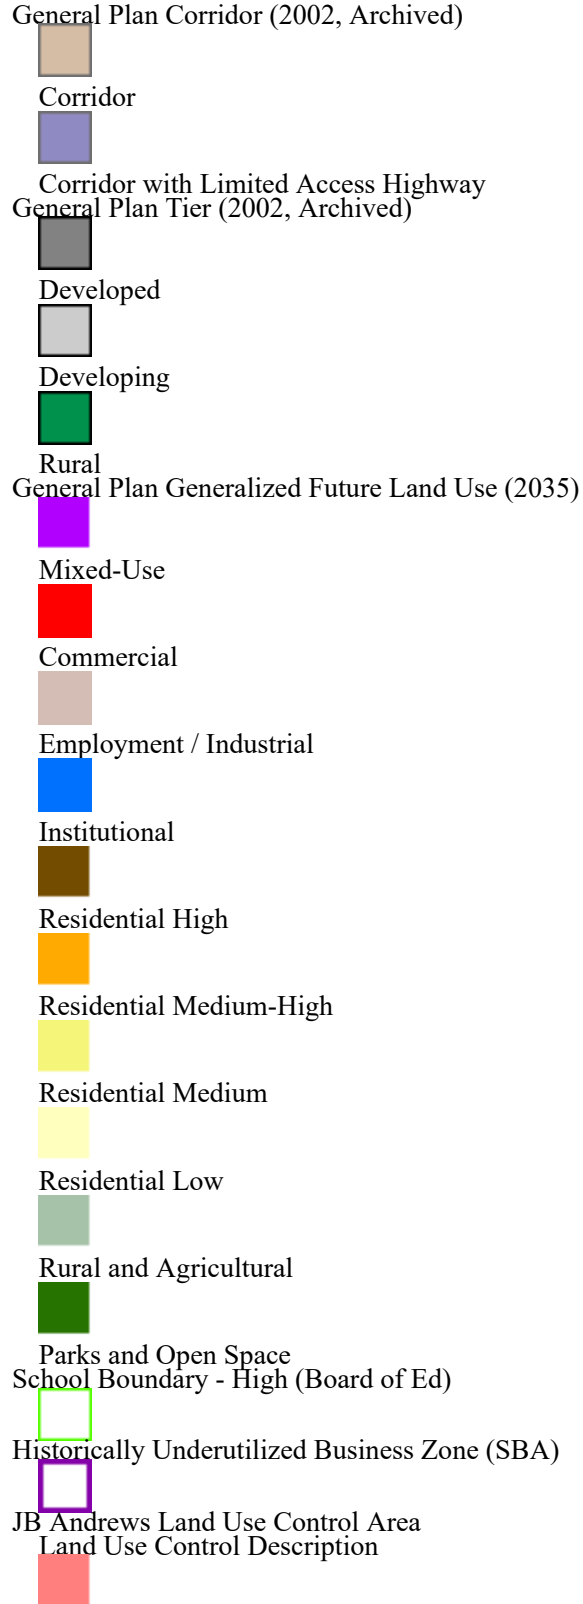 General Plan Corridor (2002, Archived)
Corridor
Corridor with Limited Access Highway
General Plan Tier (2002, Archived)
Developed
Developing
Rural
General Plan Generalized Future Land Use (2035)
Mixed-Use
Commercial
Employment / Industrial
Institutional
Residential High
Residential Medium-High
Residential Medium
Residential Low
Rural and Agricultural
Parks and Open Space
School Boundary - High (Board of Ed)
Historically Underutilized Business Zone (SBA)
JB Andrews Land Use Control Area
Land Use Control Description